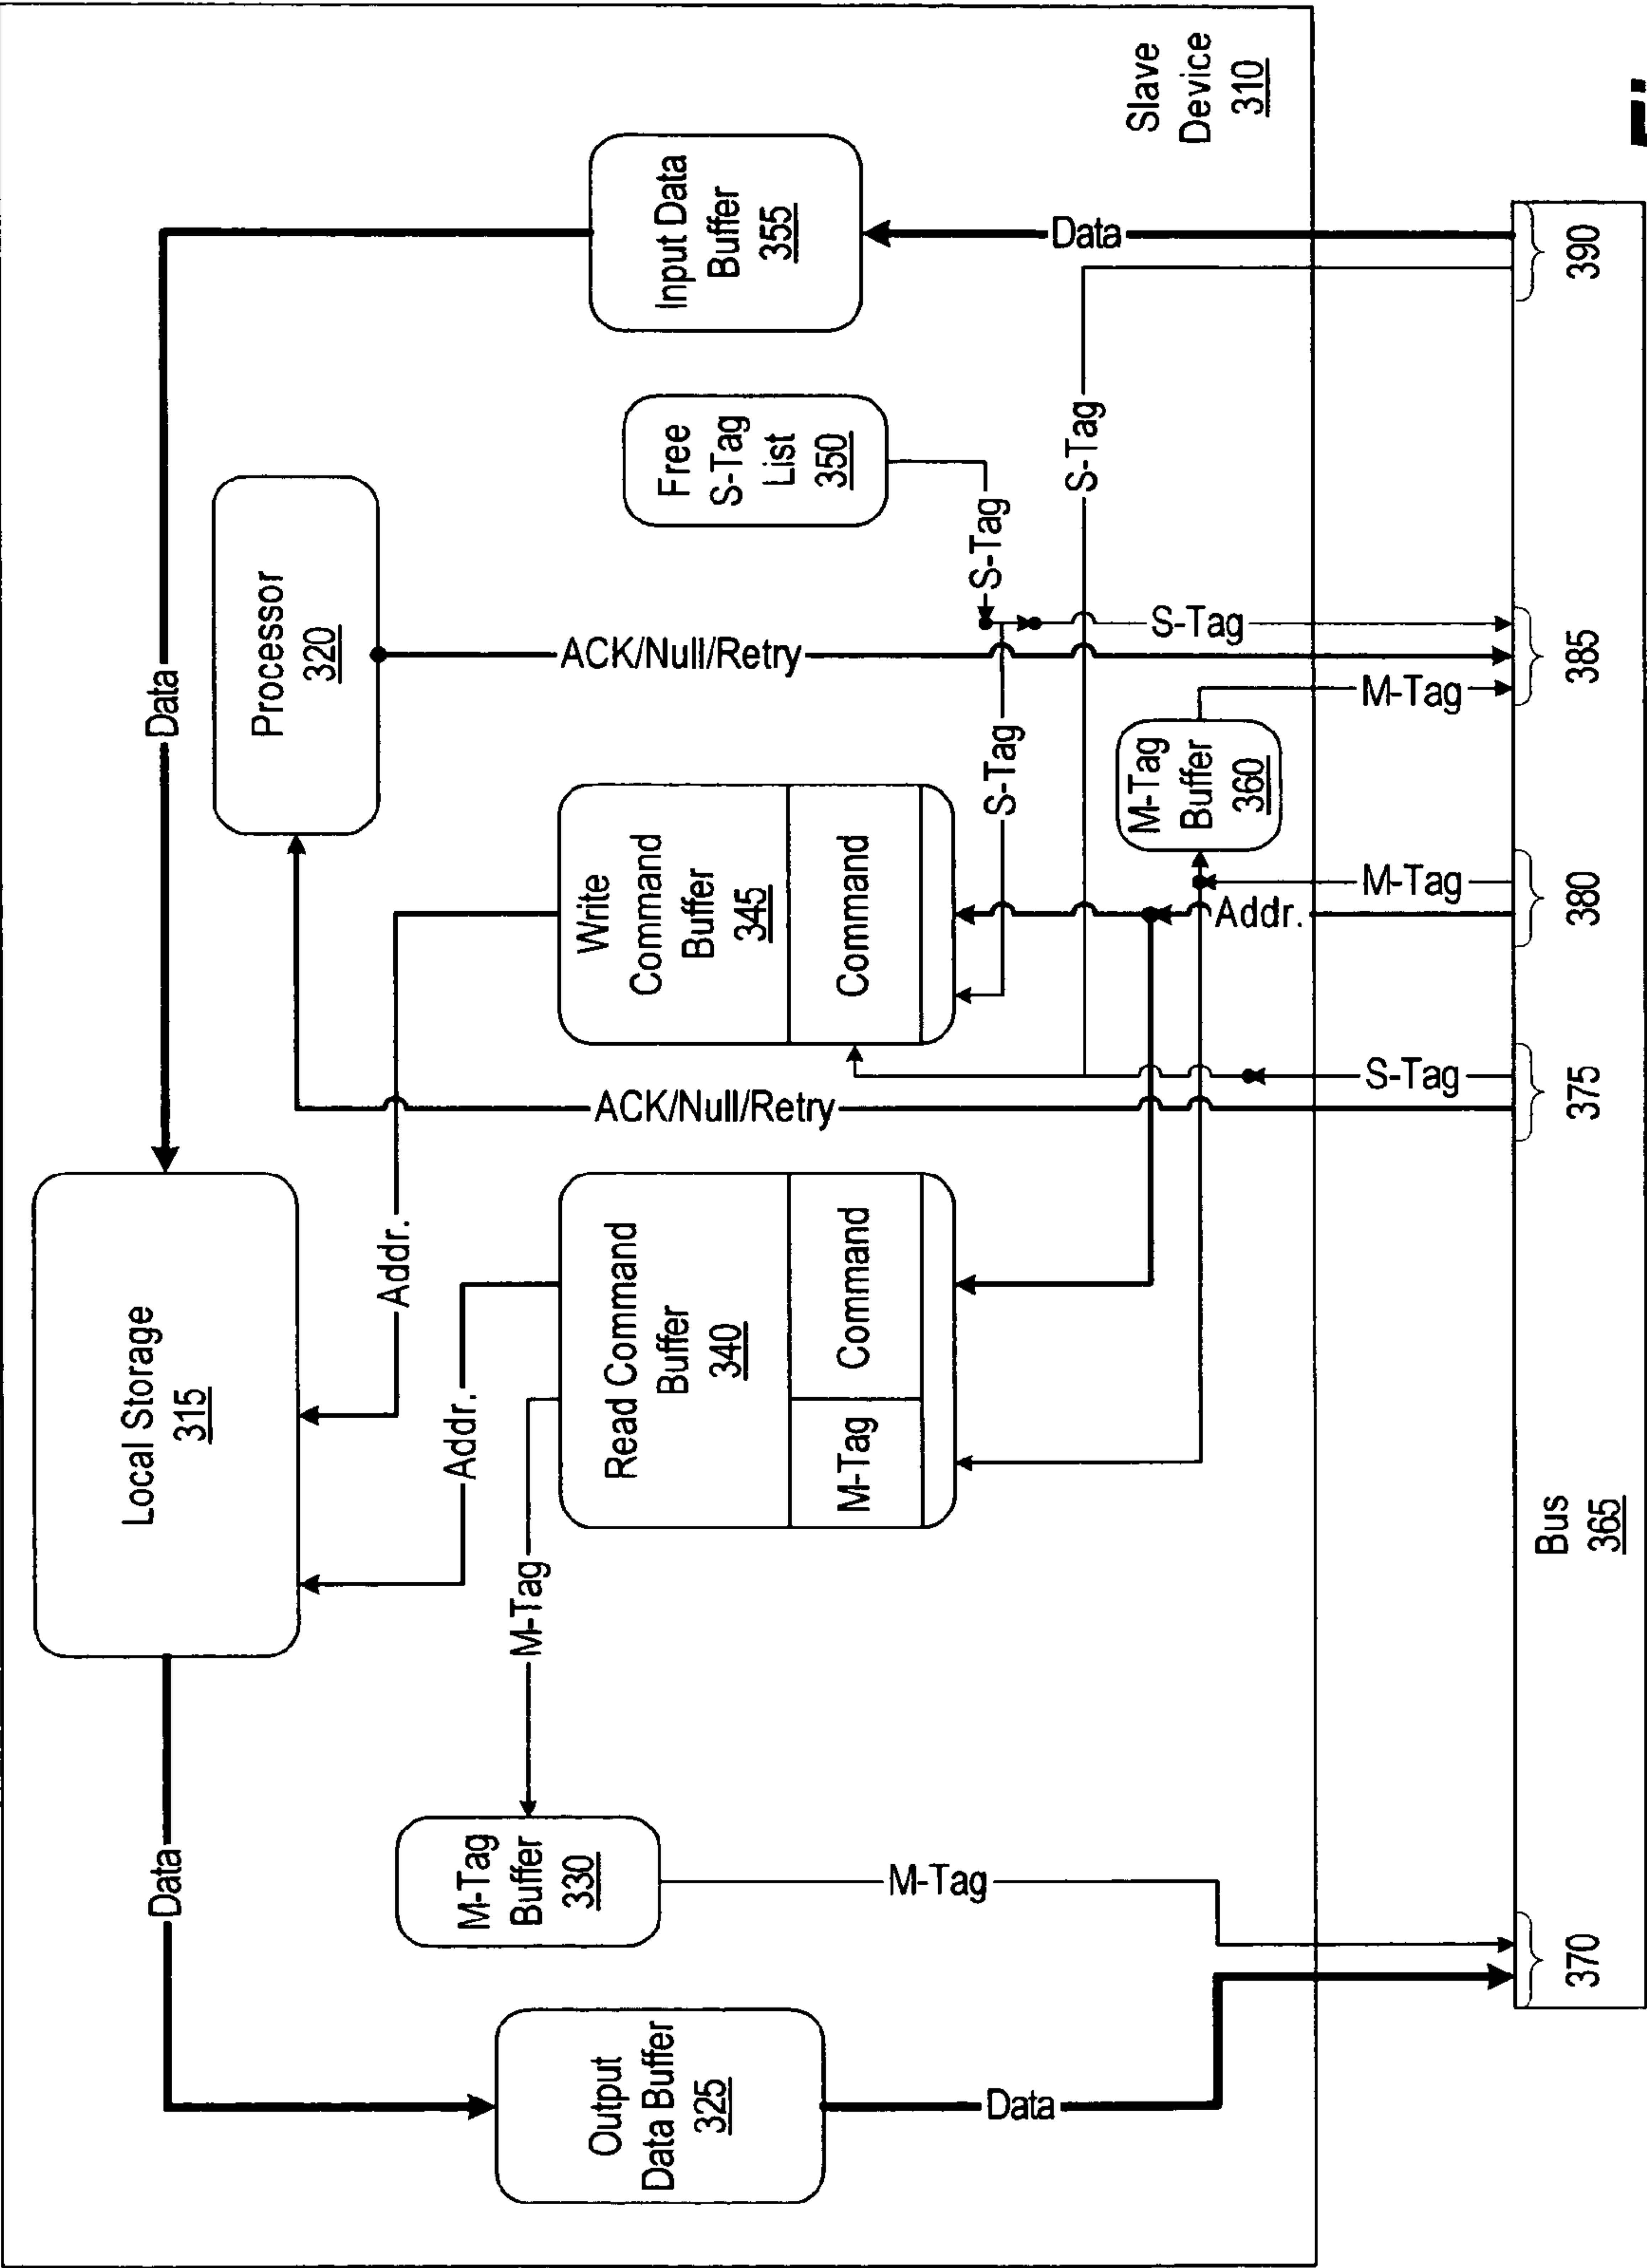 Data
Data
Local Storage
315
Processor
320
Addr.
Addr.
M-Tag
Buffer
330
M-Tag
Output
Data Buffer
325
Read Command
Buffer
340
M-Tag
Command
ACK/Null/Retry
Write
Command
Buffer
345
Command
ACK/Null/Retry
Free
S-Tag
List
350
Input Data
Buffer
355
M-Tag
Data
S-Tag
S-Tag
S-Tag
Data
M-Tag
Buffer
360
S-Tag
Addr.
S-Tag
M-Tag
M-Tag
Slave
Device
310
370
375
380
385
390
Bus
365